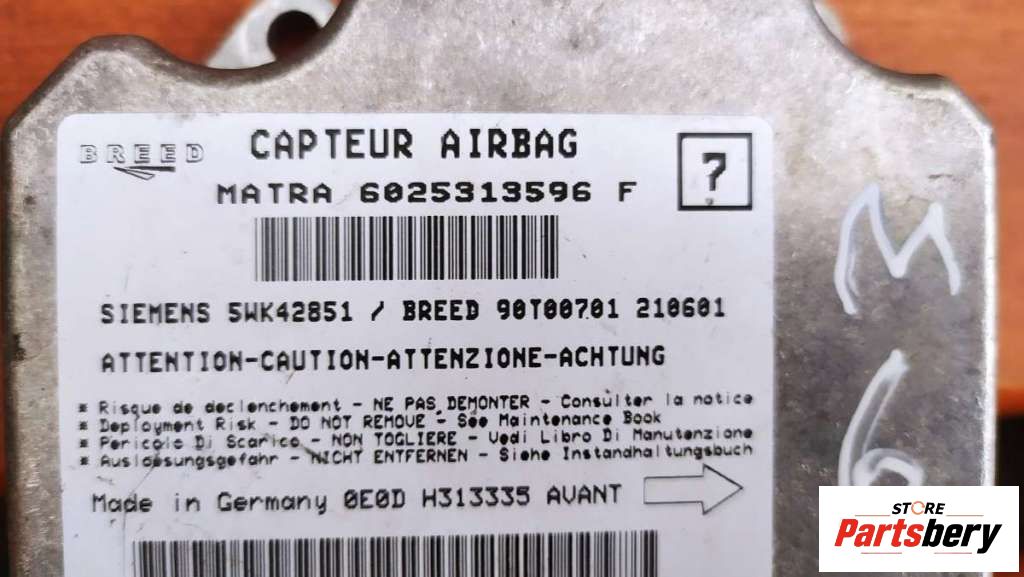 BREED
CAPTEUR AIRBAG
?
MATRA 6025313596 F
SIEMENS 5WK42851 / BREED 90T00701 210601
ATTENTION-CAUTION-ATTENZIONE-ACHTUNG
* Risque de declenchement - NE PAS DEMONTER - Consulter la notice
* Deployment Risk - DO NOT REMOVE - See Maintenance Book
* Pericolo Di Scarico - NON TOGLIERE - Vedi Libro Di Manutenzione
* Auslosungsgefahr - NICHT ENTFERNEN - Siehe Instandhaltungsbuch
Made in Germany 0E0D H313335 AVANT
M
6
STORE
Partsbery